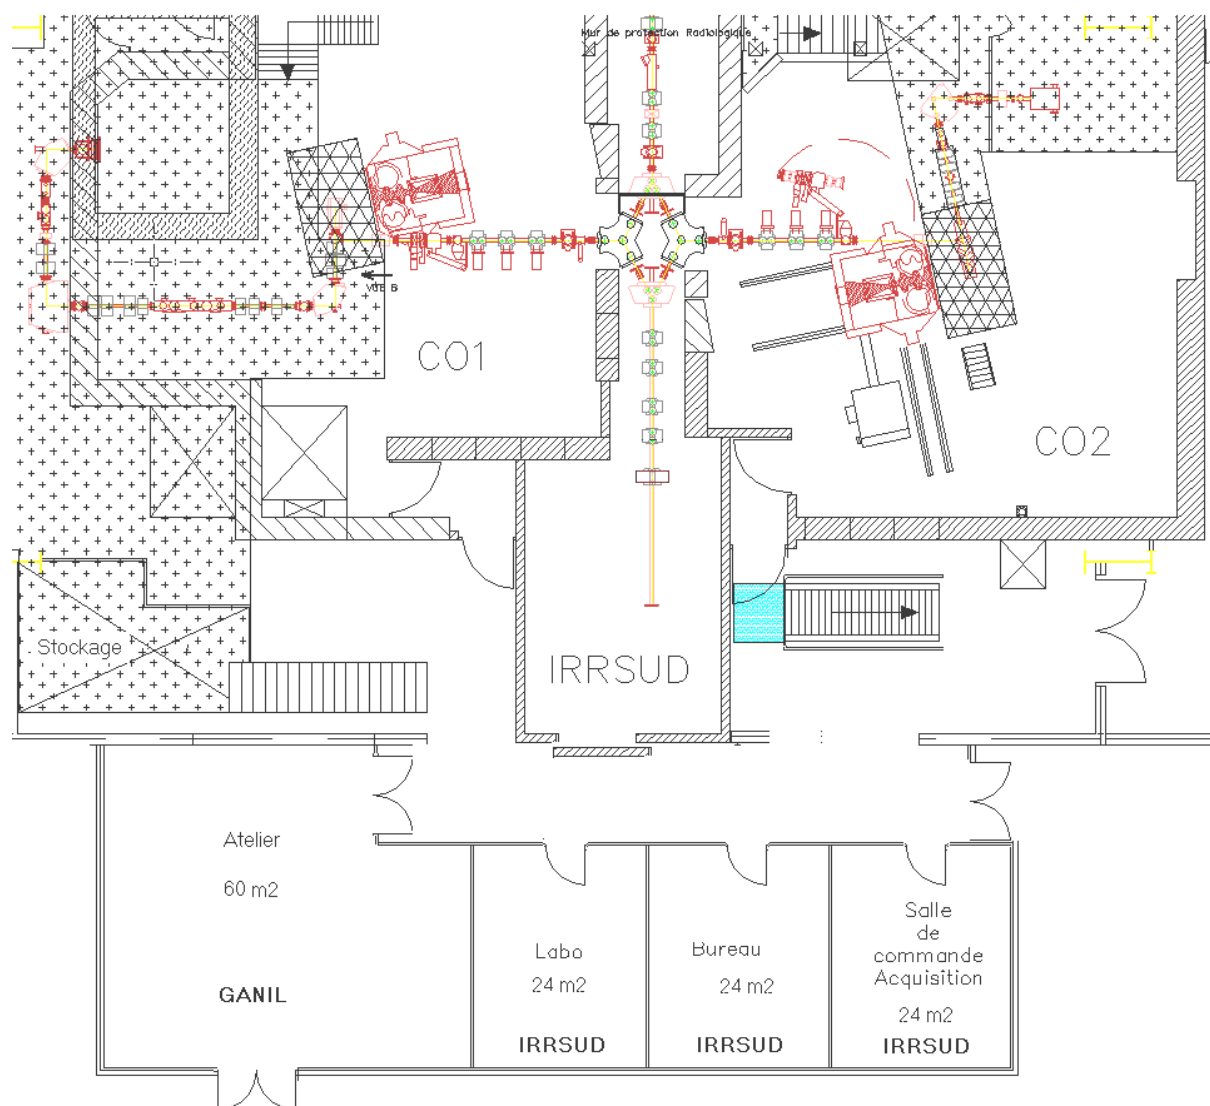 Mur de protection Radiologique
VUE B
CO1
CO2
Stockage
IRRSUD
Atelier
60 m2
GANIL
Labo
24 m2
IRRSUD
Bureau
24 m2
IRRSUD
Salle
de
commande
Acquisition
24 m2
IRRSUD